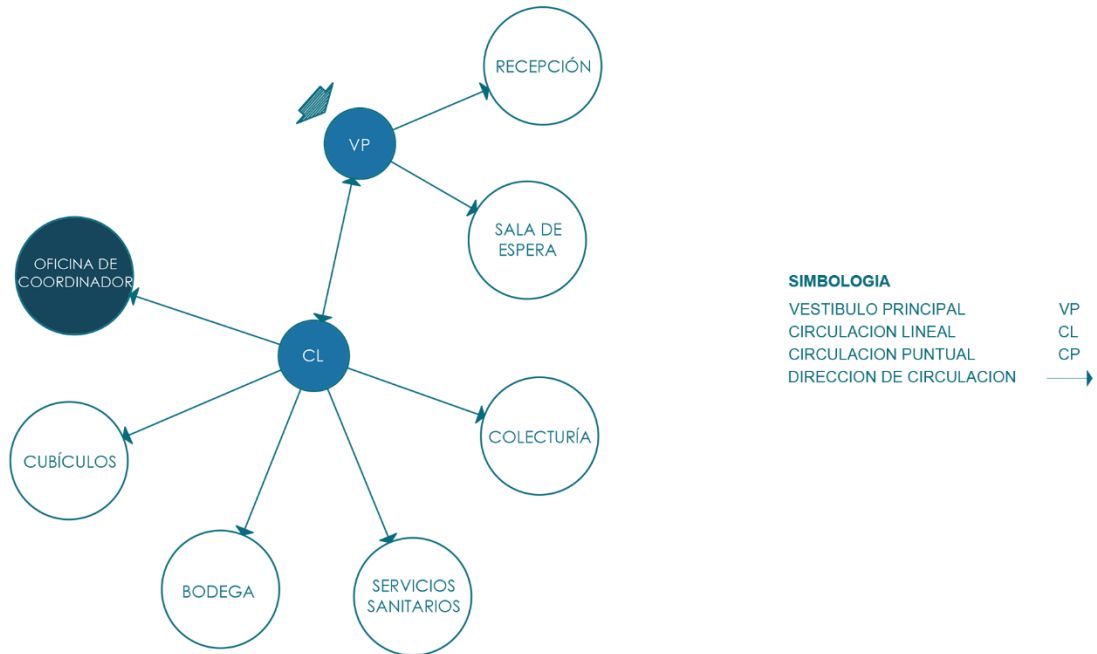 RECEPCIÓN
VP
SALA DE
ESPERA
OFICINA DE
COORDINADOR
CL
COLECTURÍA
CUBÍCULOS
BODEGA
SERVICIOS
SANITARIOS
SIMBOLOGIA
VESTIBULO PRINCIPAL VP
CIRCULACION LINEAL CL
CIRCULACION PUNTUAL CP
DIRECCION DE CIRCULACION